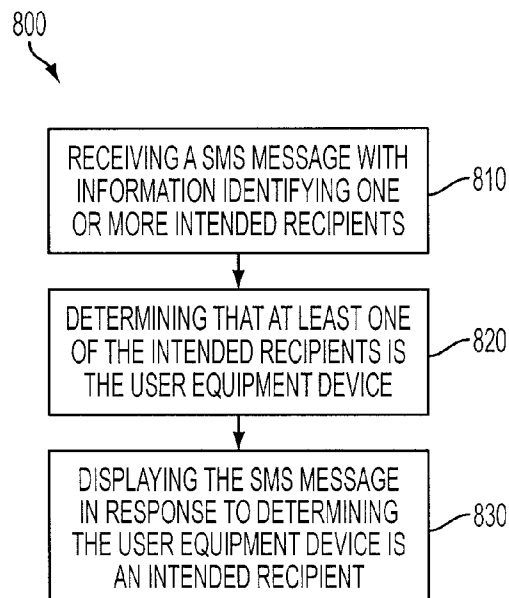 800
RECEIVING A SMS MESSAGE WITH
INFORMATION IDENTIFYING ONE
OR MORE INTENDED RECIPIENTS
810
DETERMINING THAT AT LEAST ONE
OF THE INTENDED RECIPIENTS IS
THE USER EQUIPMENT DEVICE
820
DISPLAYING THE SMS MESSAGE
IN RESPONSE TO DETERMINING
THE USER EQUIPMENT DEVICE IS
AN INTENDED RECIPIENT
830